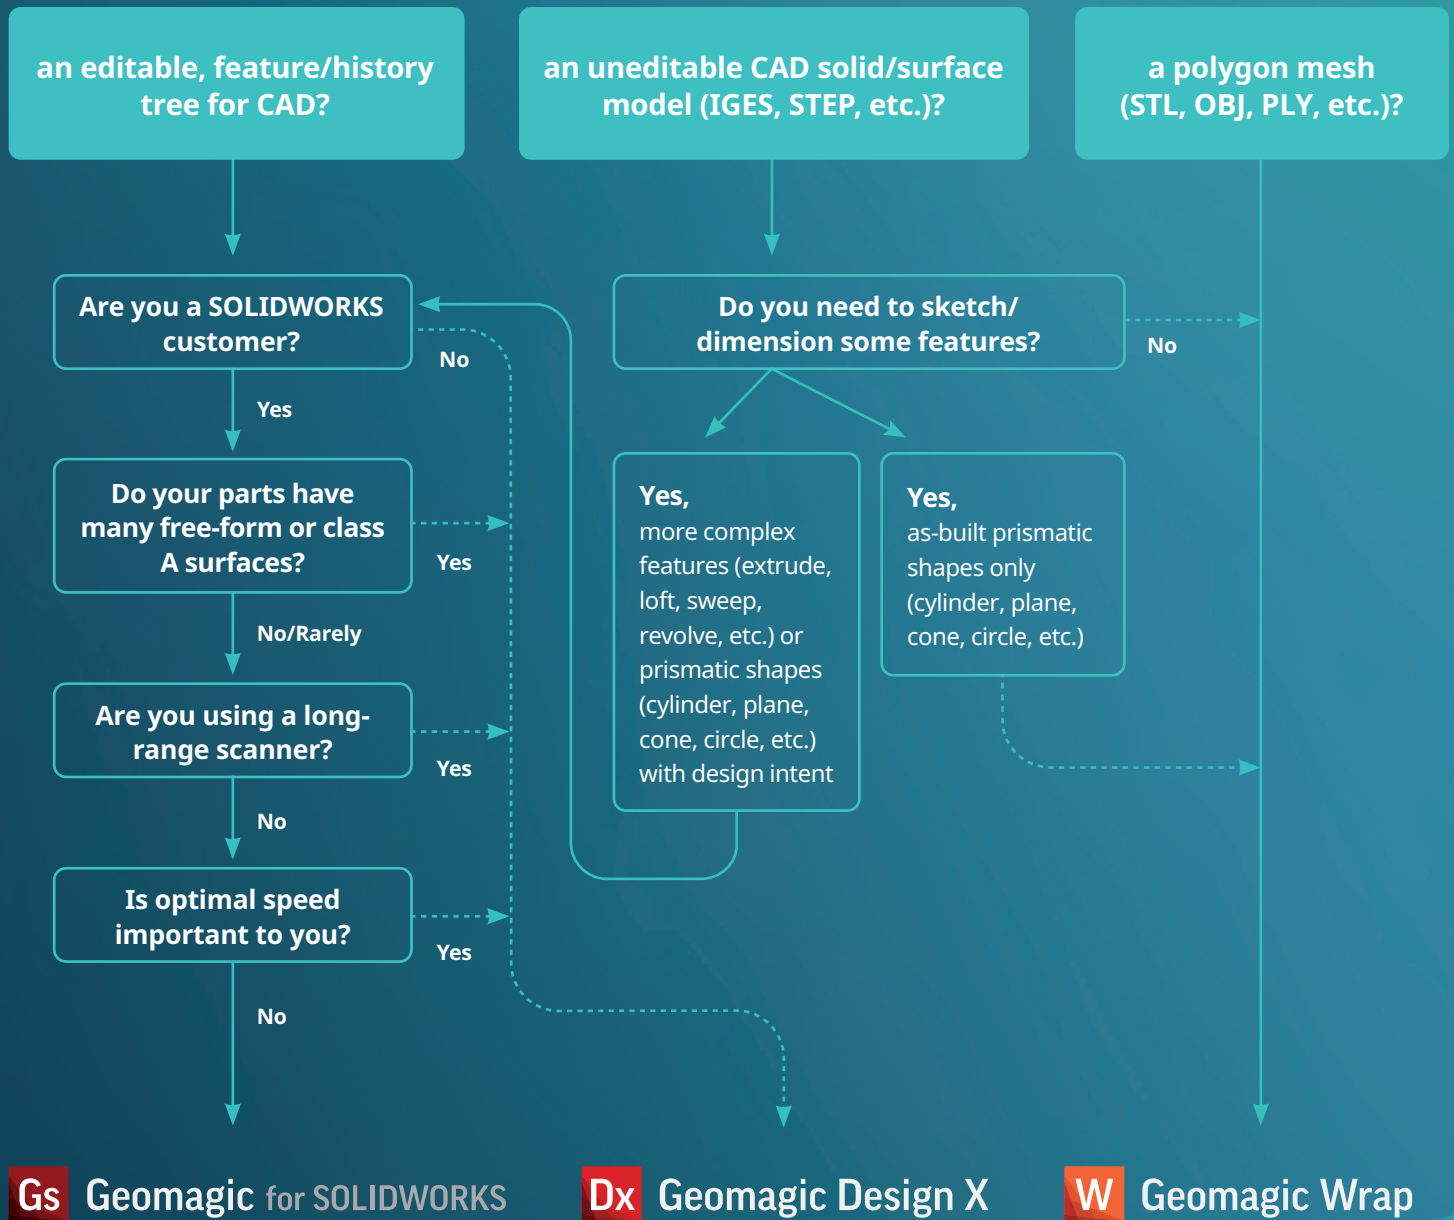 an editable, feature/history
tree for CAD?
an uneditable CAD solid/surface
model (IGES, STEP, etc.)?
a polygon mesh
(STL, OBJ, PLY, etc.)?
Are you a SOLIDWORKS
customer?
No
Yes
Do you need to sketch/
dimension some features?
No
Do your parts have
many free-form or class
A surfaces?
Yes
No/Rarely
Yes,
more complex
features (extrude,
loft, sweep,
revolve, etc.) or
prismatic shapes
(cylinder, plane,
cone, circle, etc.)
with design intent
Yes,
as-built prismatic
shapes only
(cylinder, plane,
cone, circle, etc.)
Are you using a long-
range scanner?
Yes
No
Is optimal speed
important to you?
Yes
No
Gs Geomagic for SOLIDWORKS
Dx Geomagic Design X
W Geomagic Wrap